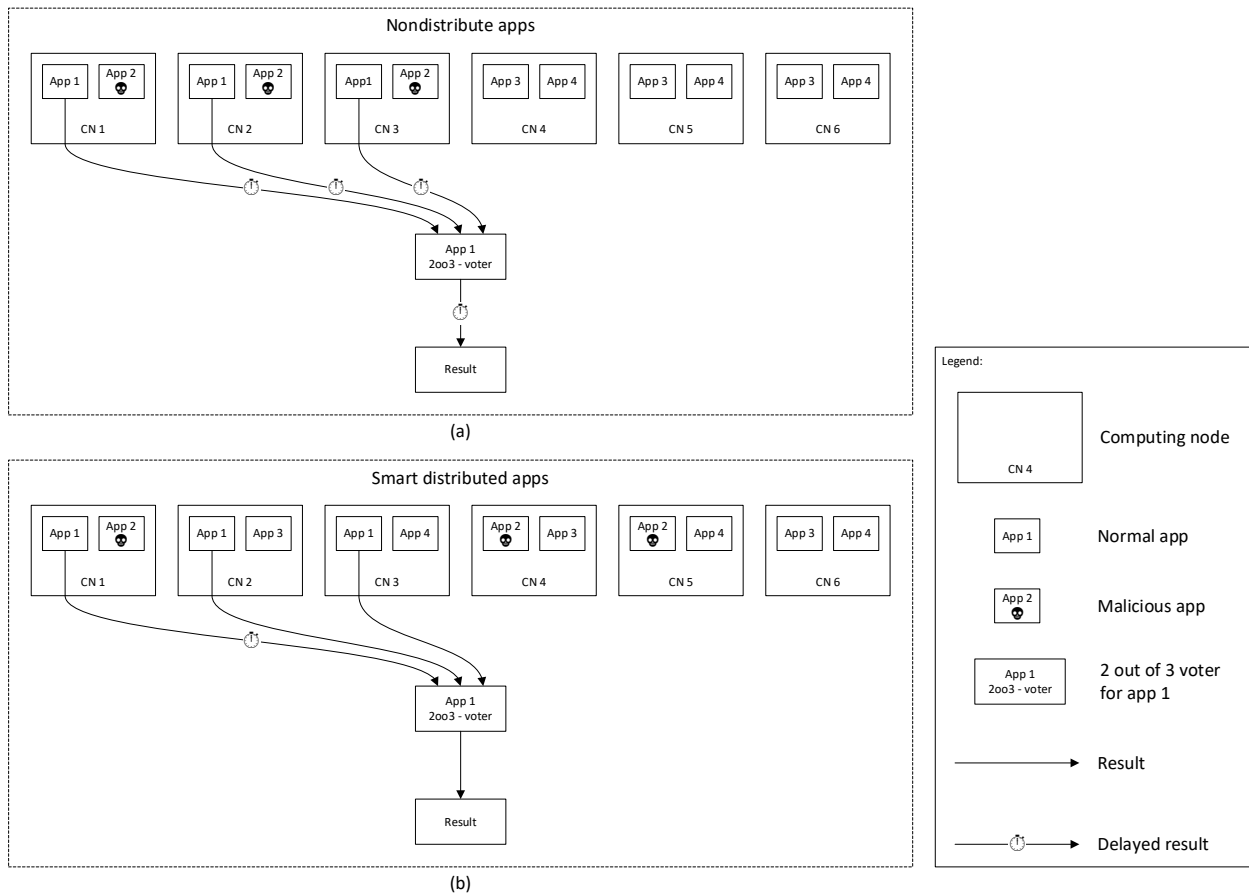 Nondistribute apps
App 1
App 2
CN 1
App 1
App 2
CN 2
App1
App 2
CN 3
App 3
App 4
CN 4
App 3
App 4
CN 5
App 3
App 4
CN 6
App 1
2oo3 - voter
Result
(a)
Smart distributed apps
App 1
App 2
CN 1
App 1
App 3
CN 2
App 1
App 4
CN 3
App 2
App 3
CN 4
App 2
App 4
CN 5
App 3
App 4
CN 6
App 1
2oo3 - voter
Result
(b)
Legend:
CN 4
Computing node
App 1
Normal app
App 2
Malicious app
App 1
2oo3 - voter
2 out of 3 voter
for app 1
Result
Delayed result